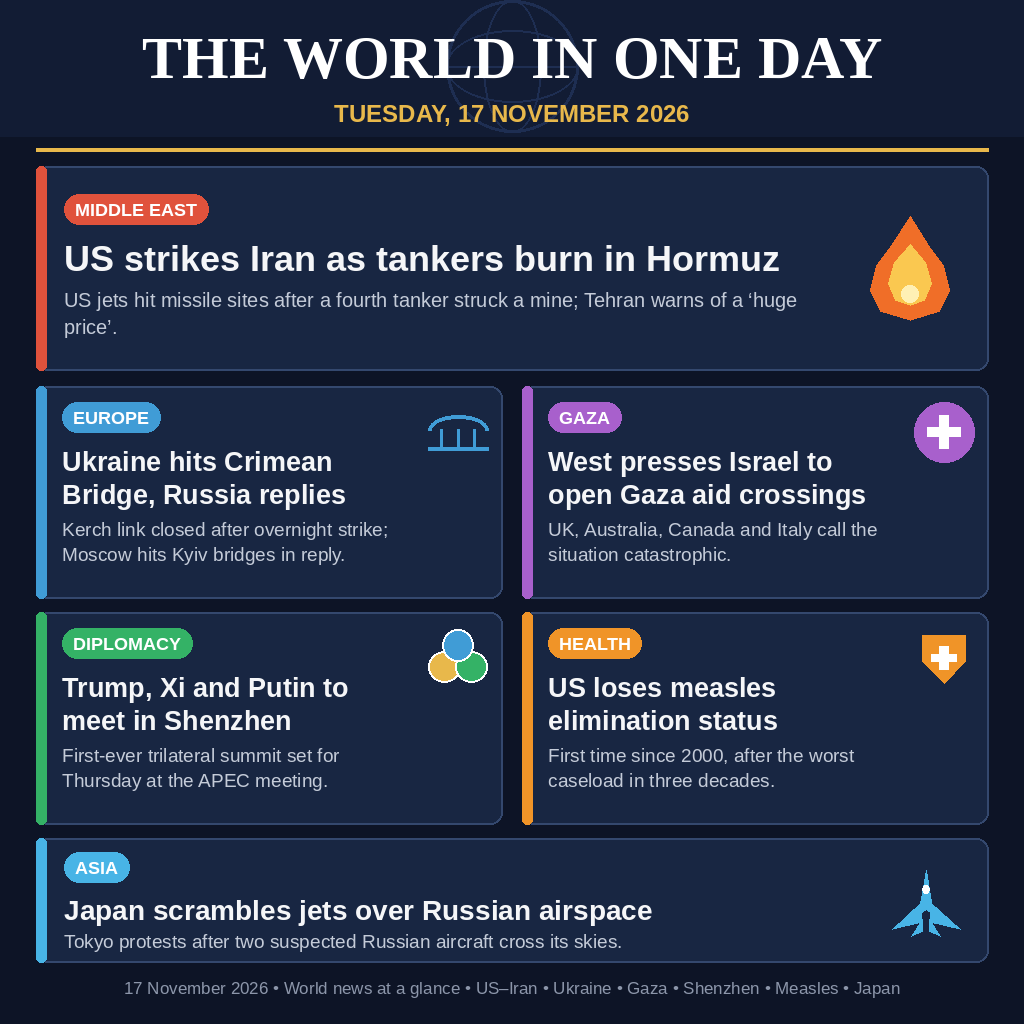 THE WORLD IN ONE DAY
TUESDAY, 17 NOVEMBER 2026
MIDDLE EAST
US strikes Iran as tankers burn in Hormuz
US jets hit missile sites after a fourth tanker struck a mine; Tehran warns of a ‘huge
price’.
EUROPE
Ukraine hits Crimean
Bridge, Russia replies
Kerch link closed after overnight strike;
Moscow hits Kyiv bridges in reply.
GAZA
West presses Israel to
open Gaza aid crossings
UK, Australia, Canada and Italy call the
situation catastrophic.
DIPLOMACY
Trump, Xi and Putin to
meet in Shenzhen
First-ever trilateral summit set for
Thursday at the APEC meeting.
HEALTH
US loses measles
elimination status
First time since 2000, after the worst
caseload in three decades.
ASIA
Japan scrambles jets over Russian airspace
Tokyo protests after two suspected Russian aircraft cross its skies.
17 November 2026 • World news at a glance • US–Iran • Ukraine • Gaza • Shenzhen • Measles • Japan